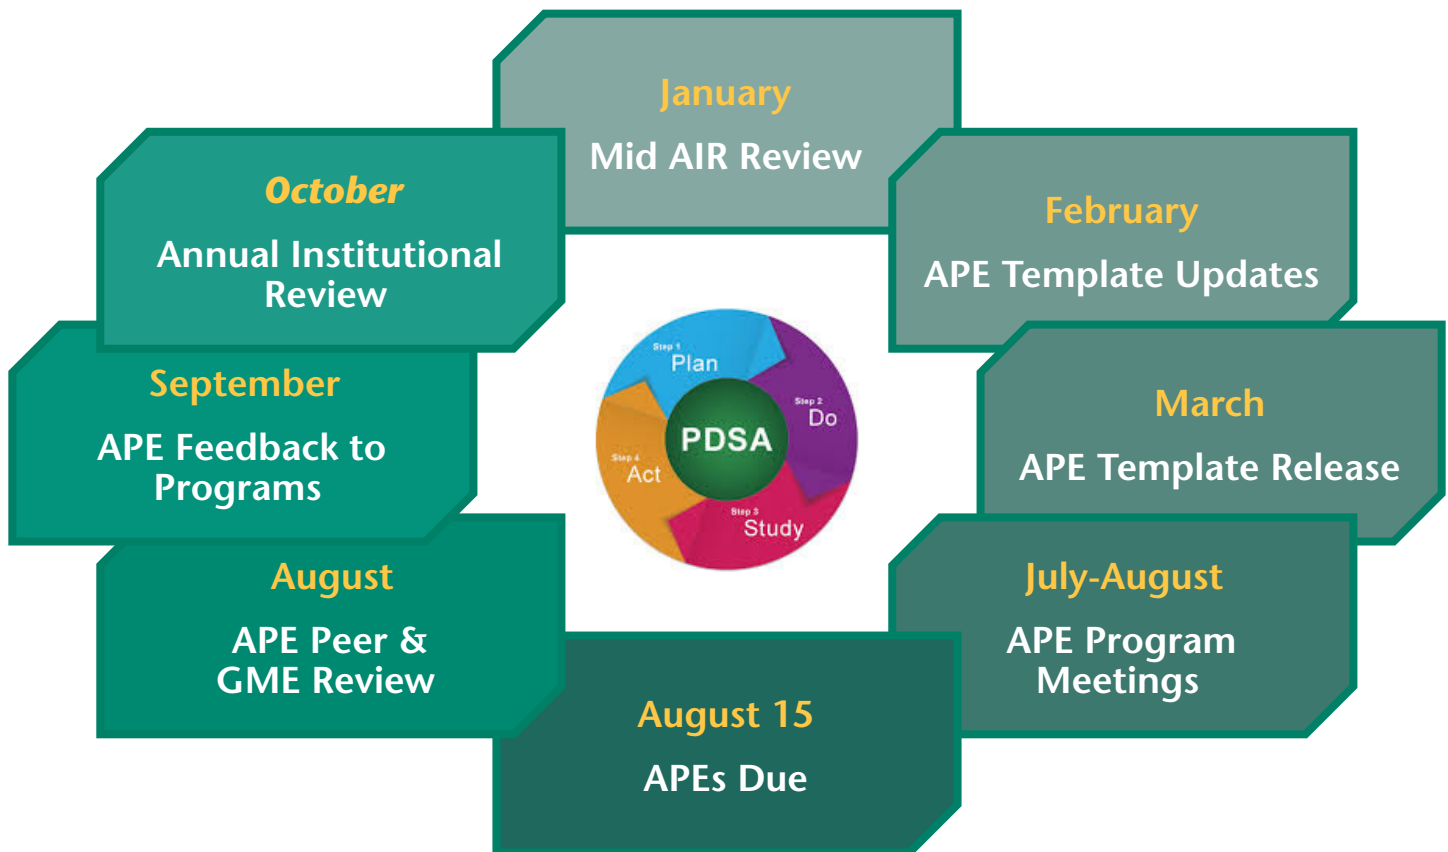 January
Mid AIR Review
February
APE Template Updates
March
APE Template Release
July-August
APE Program
Meetings
August 15
APEs Due
August
APE Peer &
GME Review
September
APE Feedback to
Programs
October
Annual Institutional
Review
PDSA
Step 1
Plan
Step 2
Do
Step 3
Study
Step 4
Act